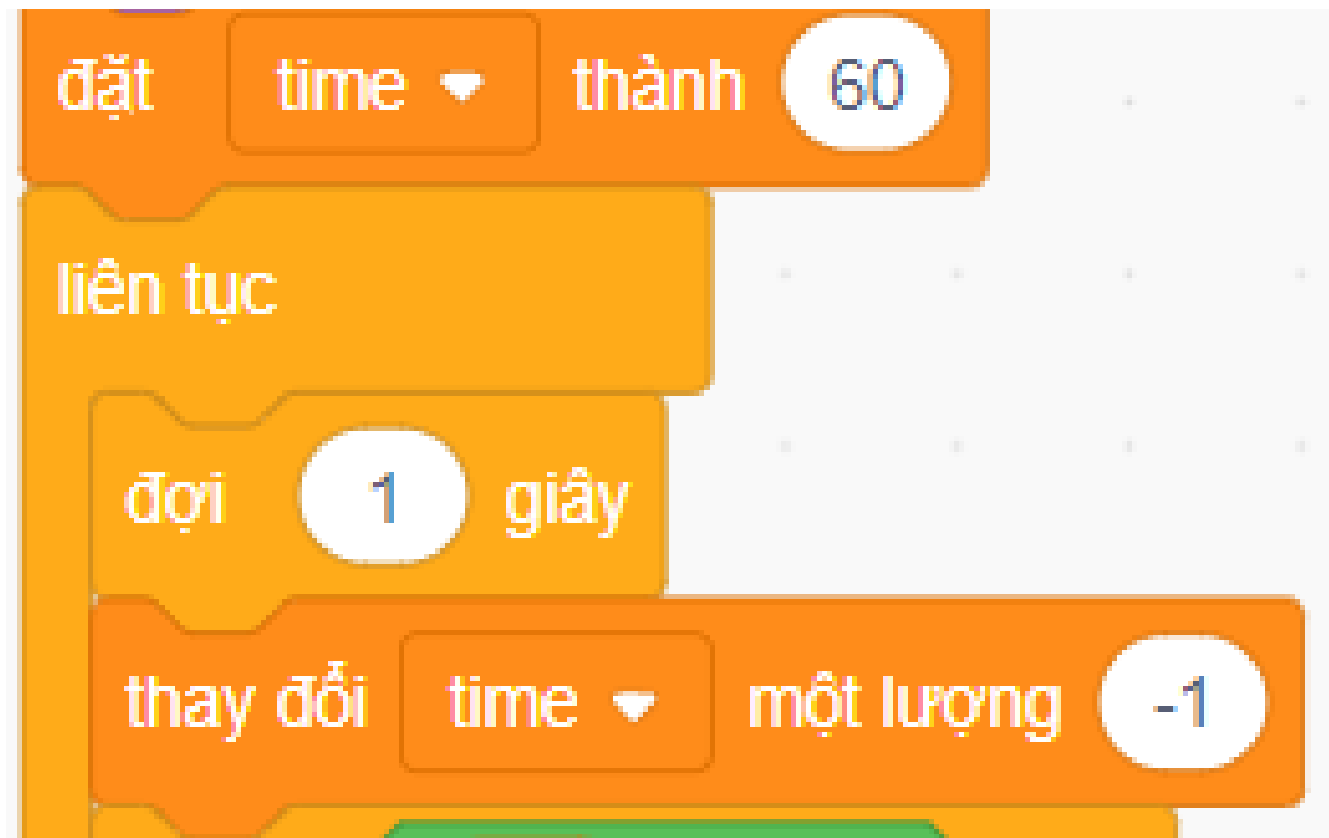 đặt time thành 60
liên tục
đợi 1 giây
thay đổi time một lượng -1